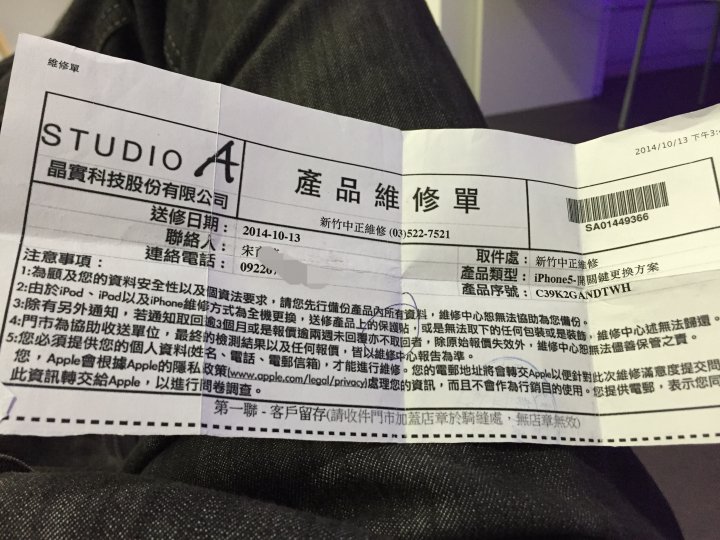 維修單
2014/10/13 下午3:
STUDIO A
晶實科技股份有限公司
產品維修單
新竹中正維修 (03)522-7521
SA01449366
送修日期： 2014-10-13
聯絡人： 宋
連絡電話： 09226
取件處： 新竹中正維修
產品類型： iPhone5-開關鍵更換方案
產品序號： C39K2GANDTWH
注意事項：
1:為顧及您的資料安全性以及個資法要求，請您先行備份產品內所有資料，維修中心恕無法協助為您備份。
2:由於iPod、iPad以及iPhone維修方式為全機更換，送修產品上的保護貼，或是無法取下的任何包裝或是裝飾，維修中心述無法歸還。
3:除有另外通知，若通知取回逾3個月或是報價逾兩週未回覆亦不取回者，除原始報價失效外，維修中心恕無法儘善保管之責。
4:門市為協助收送單位，最終的檢測結果以及任何報價，皆以維修中心報告為準。
5:您必須提供您的個人資料(姓名、電話、電郵信箱)，才能進行維修。您的電郵地址將會轉交Apple以便針對此次維修滿意度提交問
您，Apple會根據Apple的隱私政策(www.apple.com/legal/privacy)處理您的資訊，而且不會作為行銷目的使用。您提供電郵，表示您同
此資訊轉交給Apple，以進行問卷調查。
第一聯 - 客戶留存(請收件門市加蓋店章於騎縫處，無店章無效)